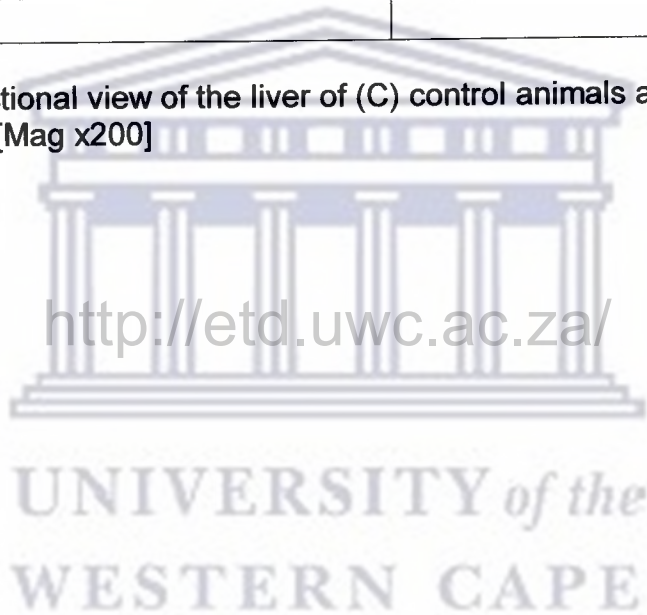 tional view of the liver of (C) control animals a
[Mag x200]
http://etd.uwc.ac.za/
UNIVERSITY of the
WESTERN CAPE